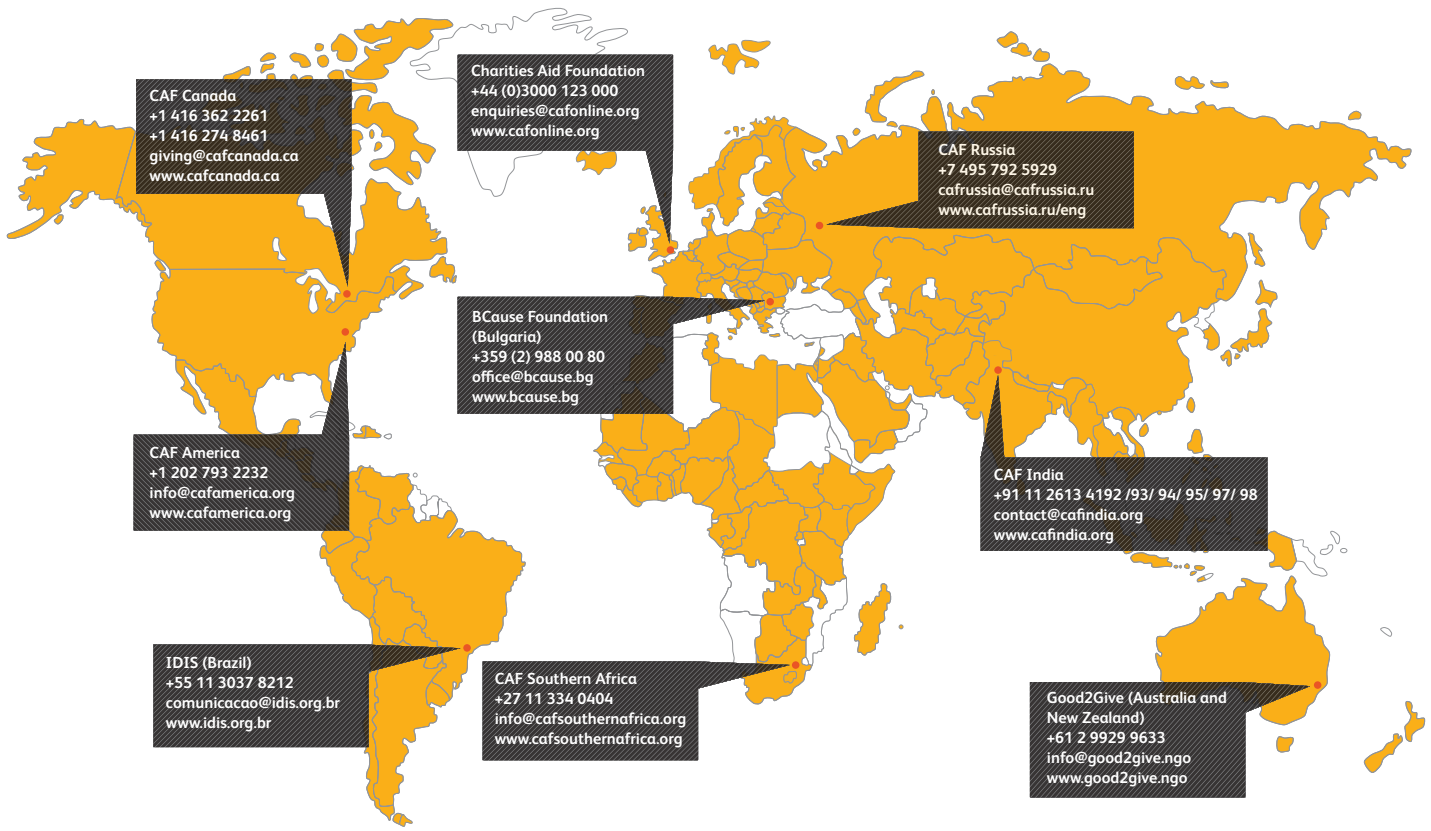 CAF Canada
+1 416 362 2261
+1 416 274 8461
giving@cafcanada.ca
www.cafcanada.ca
Charities Aid Foundation
+44 (0)3000 123 000
enquiries@cafonline.org
www.cafonline.org
CAF Russia
+7 495 792 5929
cafrussia@cafrussia.ru
www.cafrussia.ru/eng
BCause Foundation
(Bulgaria)
+359 (2) 988 00 80
office@bcause.bg
www.bcause.bg
CAF America
+1 202 793 2232
info@cafamerica.org
www.cafamerica.org
CAF India
+91 11 2613 4192 /93/ 94/ 95/ 97/ 98
contact@cafindia.org
www.cafindia.org
IDIS (Brazil)
+55 11 3037 8212
comunicacao@idis.org.br
www.idis.org.br
CAF Southern Africa
+27 11 334 0404
info@cafsouthernafrica.org
www.cafsouthernafrica.org
Good2Give (Australia and
New Zealand)
+61 2 9929 9633
info@good2give.ngo
www.good2give.ngo